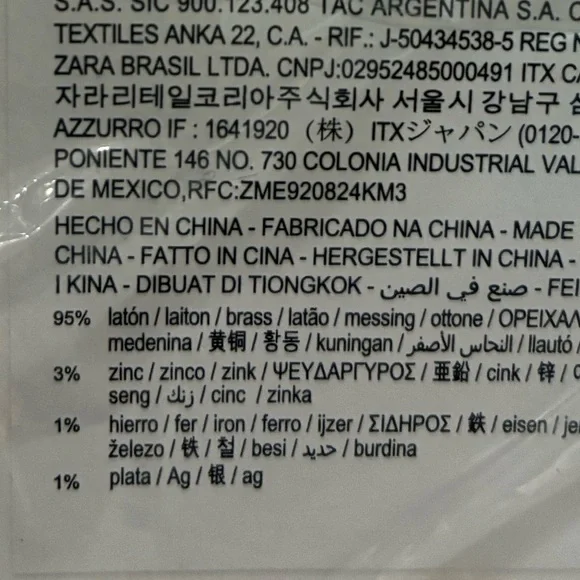 S.A.S. SIC 900.123.408 TAC ARGENTINA S.A. C
TEXTILES ANKA 22, C.A. - RIF.: J-50434538-5 REG N
ZARA BRASIL LTDA. CNPJ:02952485000491 ITX CA
자라리테일코리아주식회사 서울시 강남구 삼
AZZURRO IF : 1641920 （株）ITXジャパン (0120-
PONIENTE 146 NO. 730 COLONIA INDUSTRIAL VAL
DE MEXICO,RFC:ZME920824KM3
HECHO EN CHINA - FABRICADO NA CHINA - MADE
CHINA - FATTO IN CINA - HERGESTELLT IN CHINA -
I KINA - DIBUAT DI TIONGKOK - صنع في الصين - FEI
95% latón / laiton / brass / latão / messing / ottone / ΟΡΕΙΧΑΛ
medenina / 黄铜 / 황동 / kuningan / النحاس الأصفر / llautó /
3% zinc / zinco / zink / ΨΕΥΔΑΡΓΥΡΟΣ / 亜鉛 / cink / 锌 /
seng / زنك / cinc / zinka
1% hierro / fer / iron / ferro / ijzer / ΣΙΔΗΡΟΣ / 鉄 / eisen / je
železo / 铁 / 철 / besi / حديد / burdina
1% plata / Ag / 银 / ag